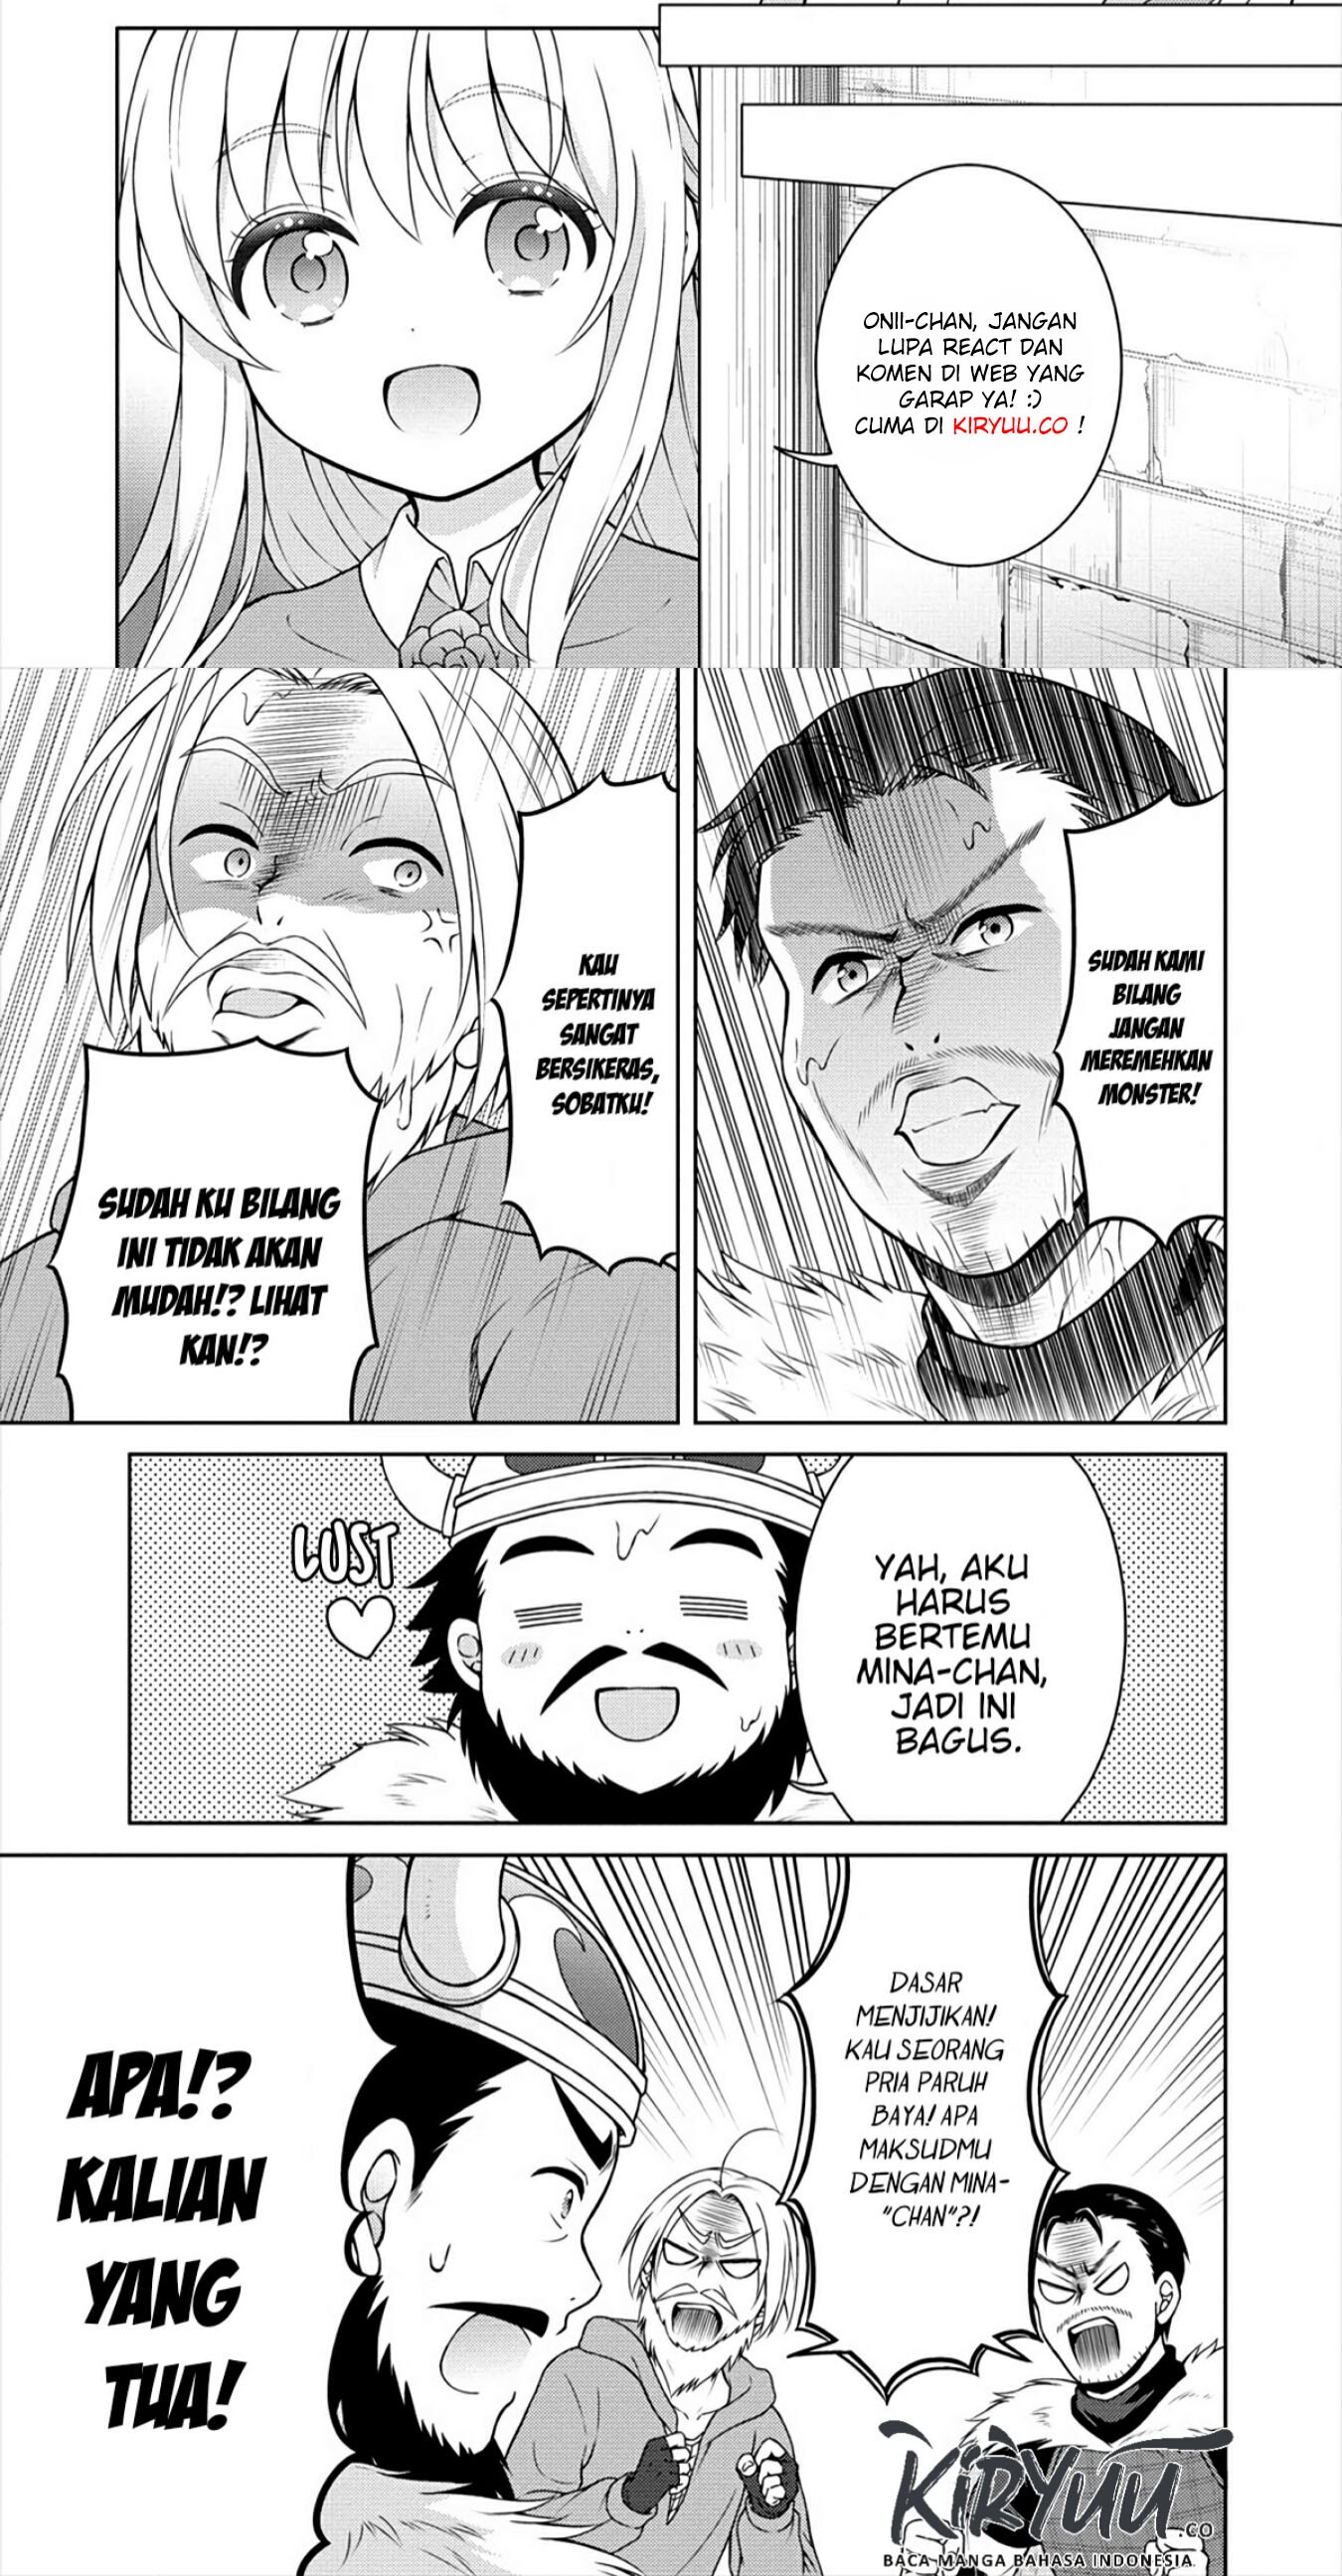 ONII-CHAN, JANGAN
LUPA REACT DAN
KOMEN DI WEB YANG
GARAP YA! :)
CUMA DI KIRYUU.CO !
SUDAH KAMI
BILANG
JANGAN
MEREMEHKAN
MONSTER!
KAU
SEPERTINYA
SANGAT
BERSIKERAS,
SOBATKU!
SUDAH KU BILANG
INI TIDAK AKAN
MUDAH!? LIHAT
KAN!?
YAH, AKU
HARUS
BERTEMU
MINA-CHAN,
JADI INI
BAGUS.
LUST
DASAR
MENJIJIKAN!
KAU SEORANG
PRIA PARUH
BAYA! APA
MAKSUDMU
DENGAN MINA-
"CHAN"?!
APA!?
KALIAN
YANG
TUA!
KIRYUU
.CO
BACA MANGA BAHASA INDONESIA